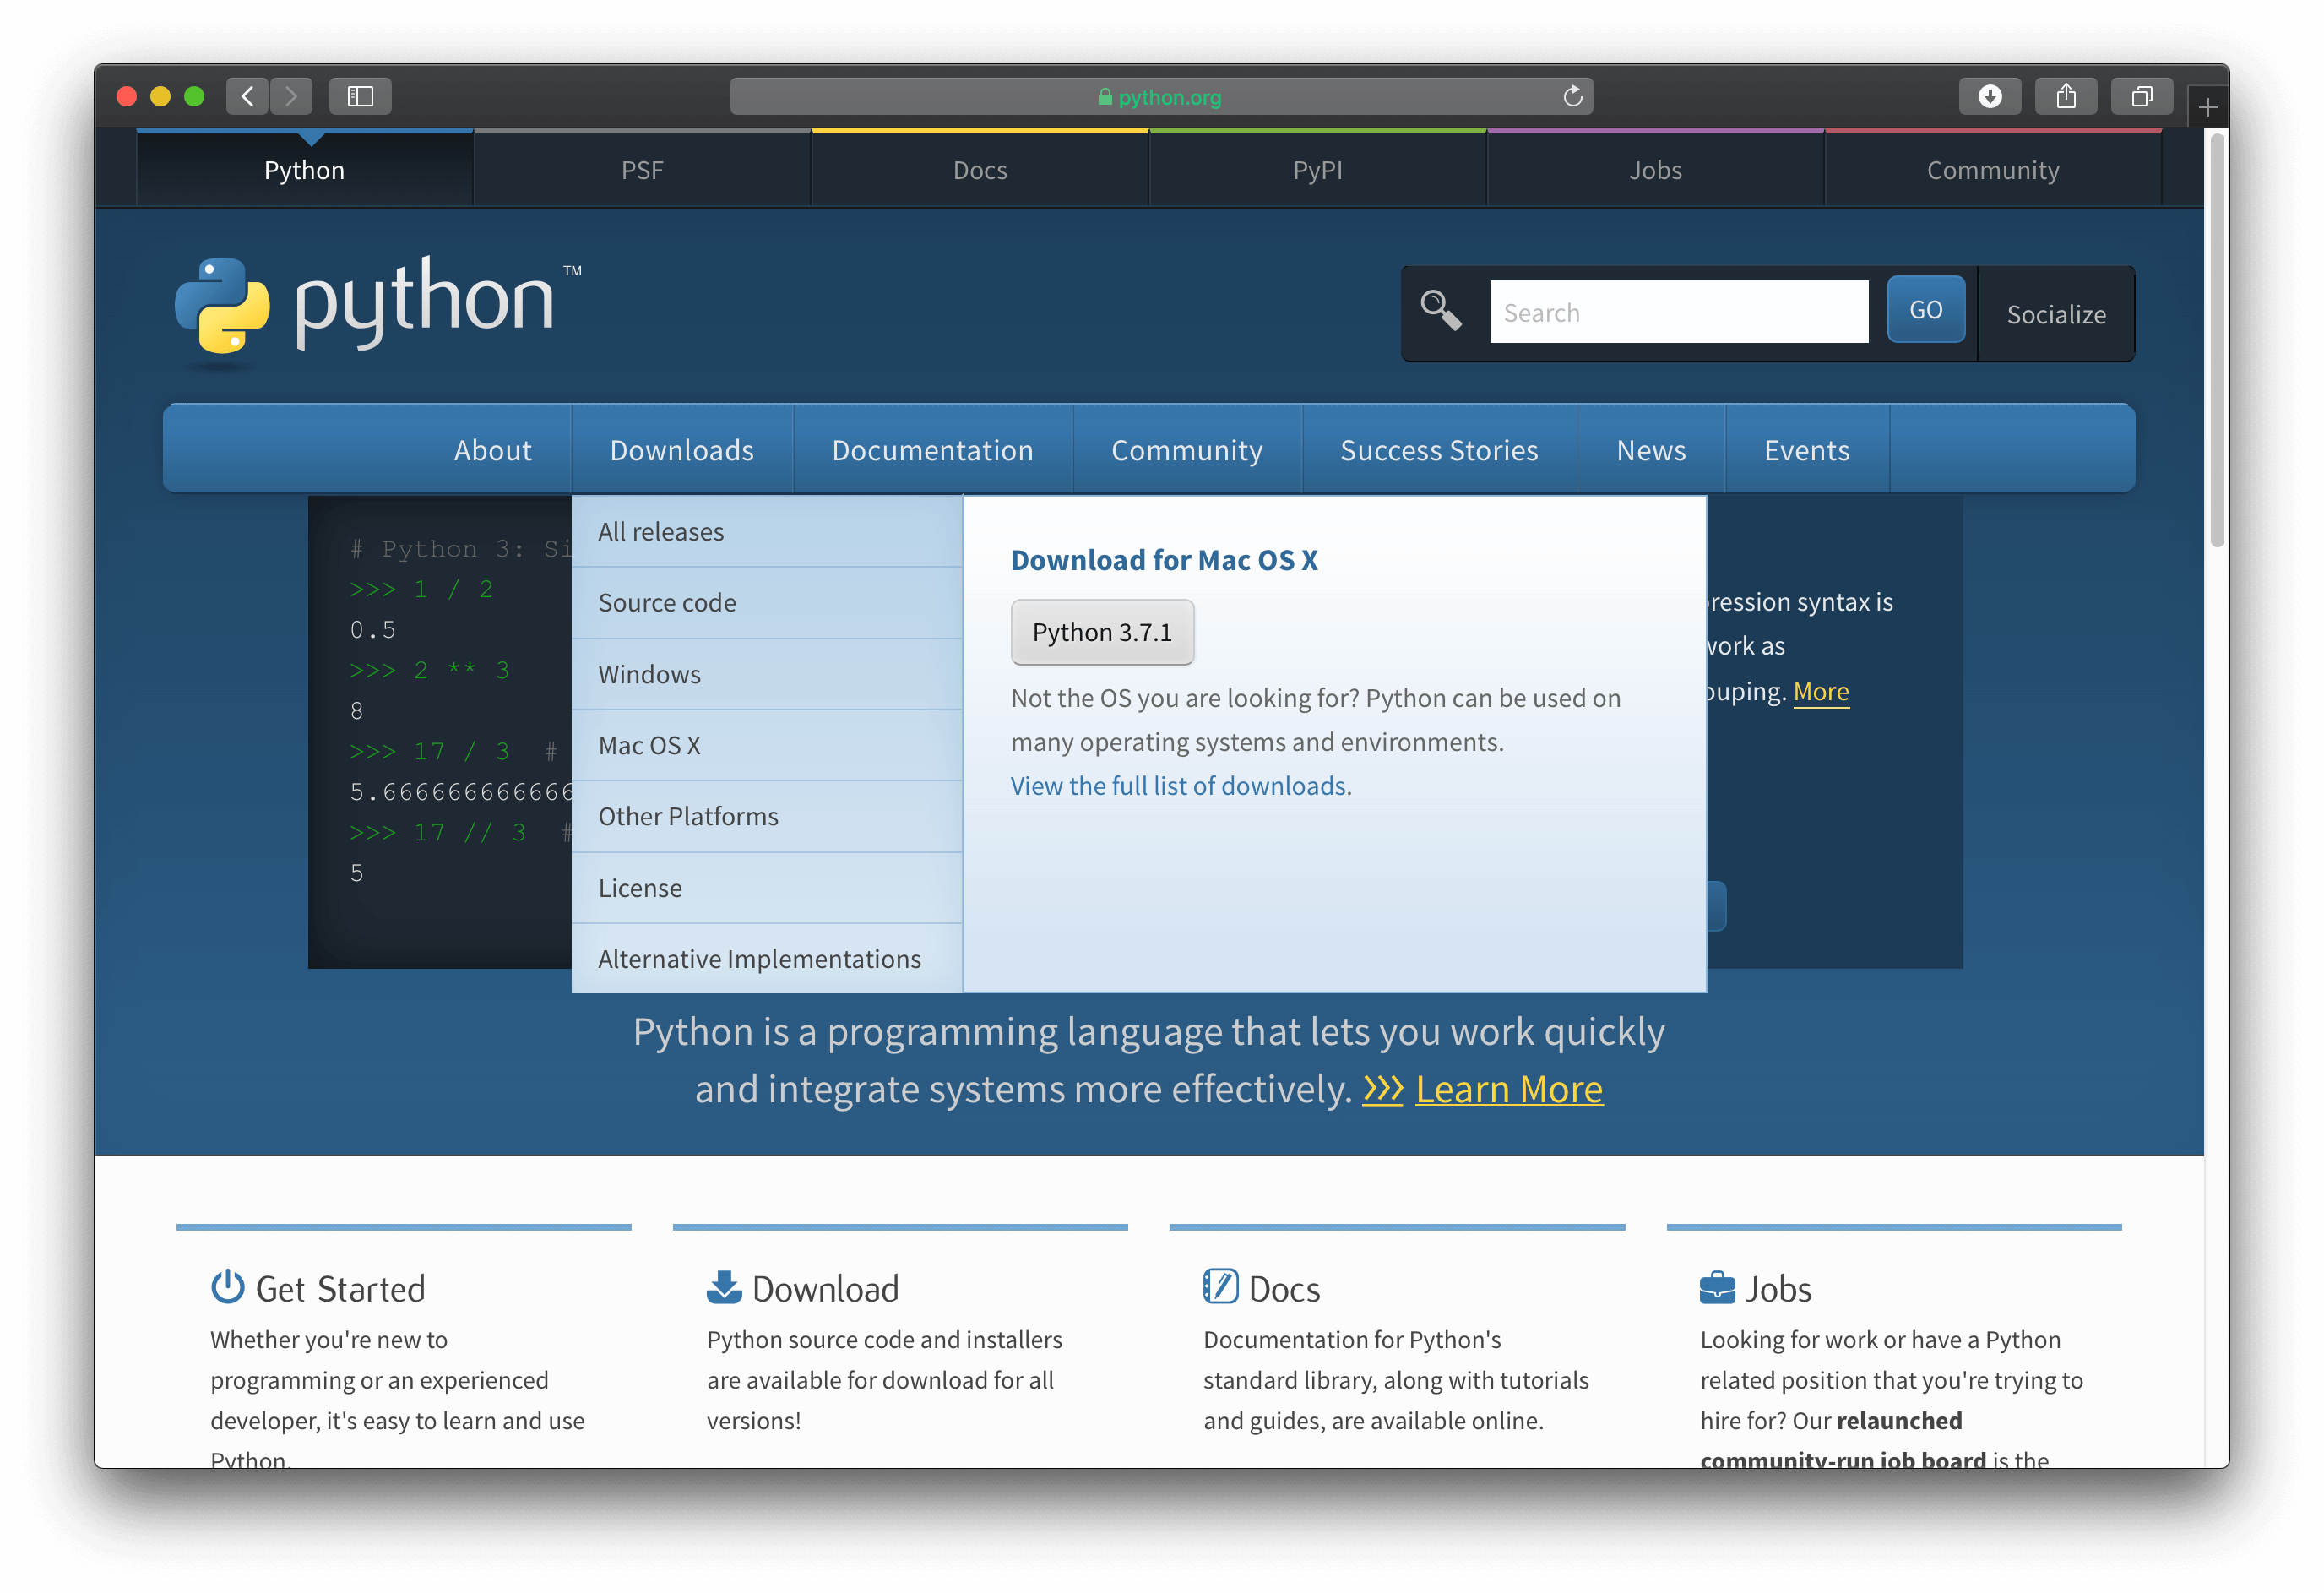 python.org
Python PSF Docs PyPI Jobs Community
python™
Search GO Socialize
About Downloads Documentation Community Success Stories News Events
# Python 3: Si
>>> 1 / 2
0.5
>>> 2 ** 3
8
>>> 17 / 3 #
5.666666666666
>>> 17 // 3 #
5
All releases
Source code
Windows
Mac OS X
Other Platforms
License
Alternative Implementations
Download for Mac OS X
Python 3.7.1
Not the OS you are looking for? Python can be used on
many operating systems and environments.
View the full list of downloads.
pression syntax is
work as
ouping. More
Python is a programming language that lets you work quickly
and integrate systems more effectively. >>> Learn More
Get Started
Whether you're new to
programming or an experienced
developer, it's easy to learn and use
Python.
Download
Python source code and installers
are available for download for all
versions!
Docs
Documentation for Python's
standard library, along with tutorials
and guides, are available online.
Jobs
Looking for work or have a Python
related position that you're trying to
hire for? Our relaunched
community-run job board is the